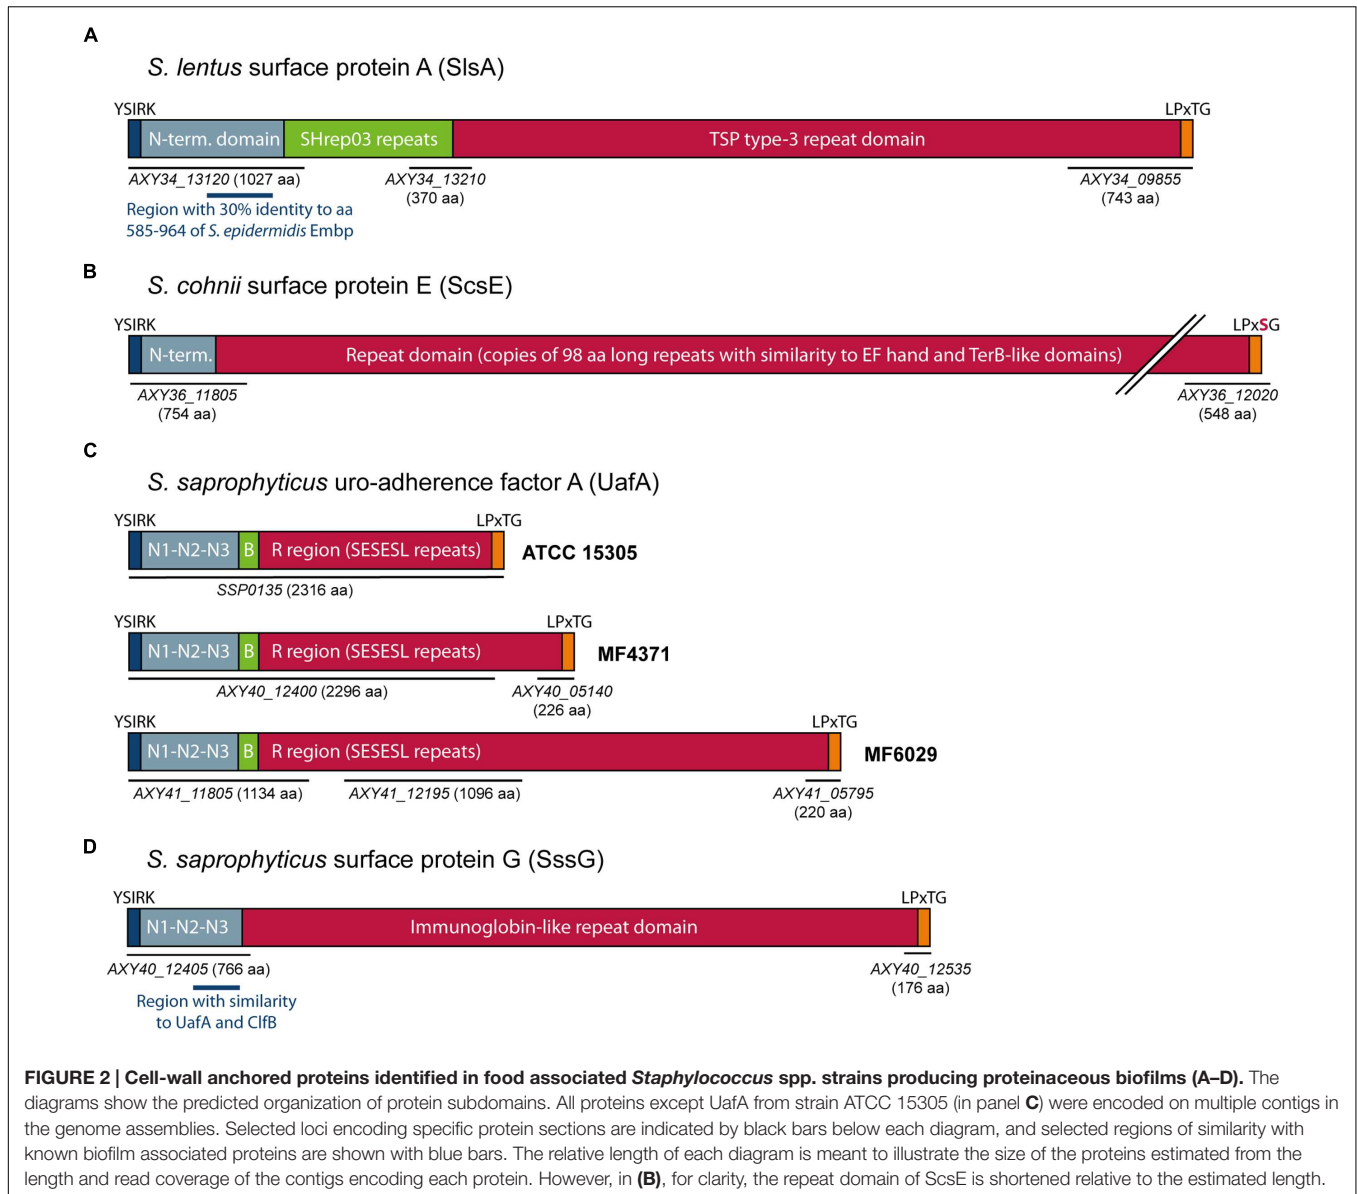 A
S. lentus surface protein A (SlsA)
YSIRK LPxTG
N-term. domain SHrep03 repeats TSP type-3 repeat domain
AXY34_13120 (1027 aa) AXY34_13210 AXY34_09855
(370 aa) (743 aa)
Region with 30% identity to aa
585-964 of S. epidermidis Embp
B
S. cohnii surface protein E (ScsE)
YSIRK LPxSG
N-term. Repeat domain (copies of 98 aa long repeats with similarity to EF hand and TerB-like domains)
AXY36_11805 AXY36_12020
(754 aa) (548 aa)
C
S. saprophyticus uro-adherence factor A (UafA)
YSIRK LPxTG
N1-N2-N3 B R region (SESESL repeats) ATCC 15305
SSP0135 (2316 aa)
YSIRK LPxTG
N1-N2-N3 B R region (SESESL repeats) MF4371
AXY40_12400 (2296 aa) AXY40_05140
(226 aa)
YSIRK LPxTG
N1-N2-N3 B R region (SESESL repeats) MF6029
AXY41_11805 (1134 aa) AXY41_12195 (1096 aa) AXY41_05795
(220 aa)
D
S. saprophyticus surface protein G (SssG)
YSIRK LPxTG
N1-N2-N3 Immunoglobin-like repeat domain
AXY40_12405 (766 aa) AXY40_12535
(176 aa)
Region with similarity
to UafA and ClfB
FIGURE 2 | Cell-wall anchored proteins identified in food associated Staphylococcus spp. strains producing proteinaceous biofilms (A–D). The
diagrams show the predicted organization of protein subdomains. All proteins except UafA from strain ATCC 15305 (in panel C) were encoded on multiple contigs in
the genome assemblies. Selected loci encoding specific protein sections are indicated by black bars below each diagram, and selected regions of similarity with
known biofilm associated proteins are shown with blue bars. The relative length of each diagram is meant to illustrate the size of the proteins estimated from the
length and read coverage of the contigs encoding each protein. However, in (B), for clarity, the repeat domain of ScsE is shortened relative to the estimated length.